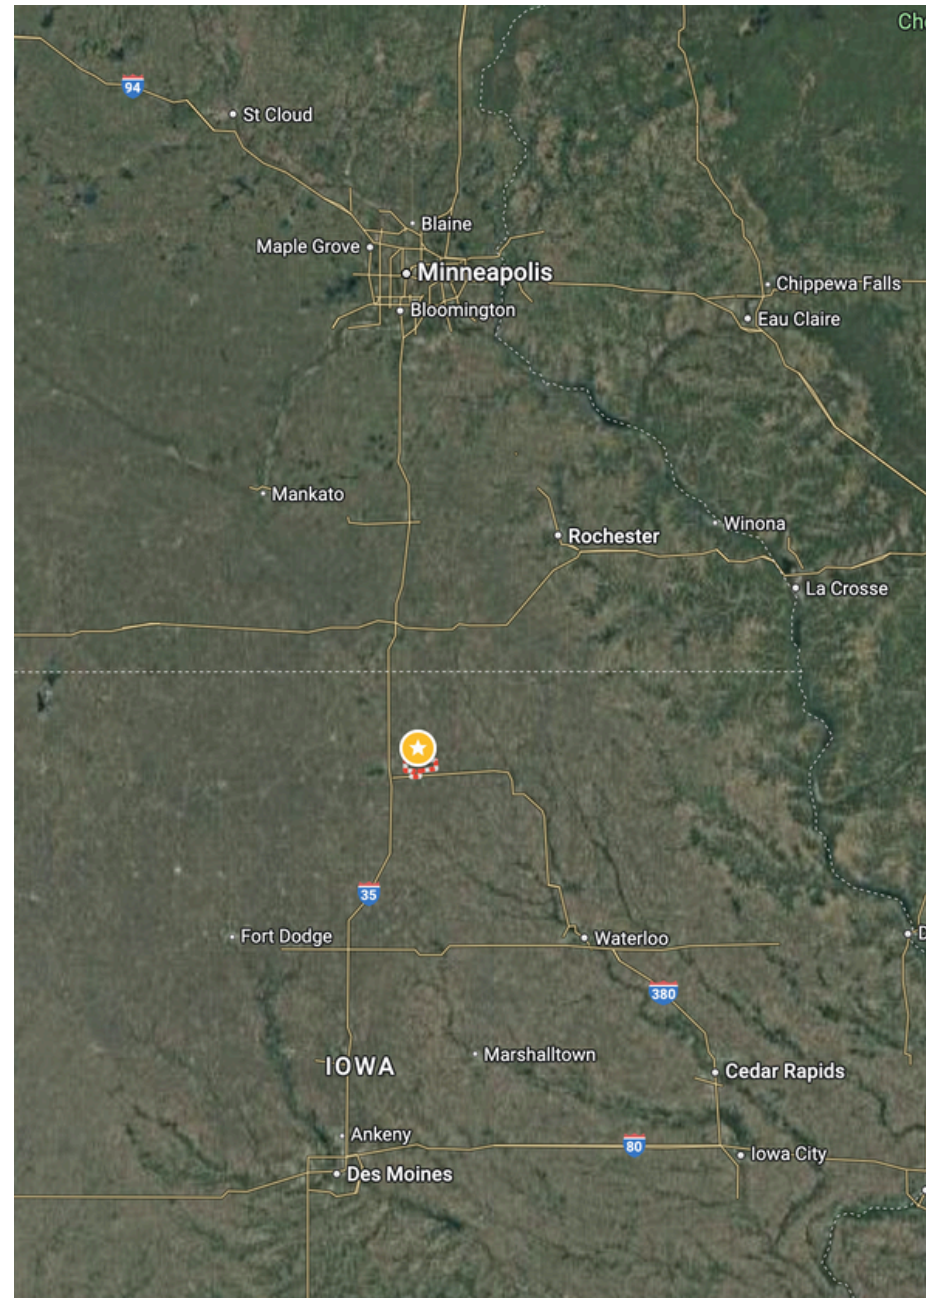 Ch
94
St Cloud
Blaine
Maple Grove
Minneapolis
Chippewa Falls
Bloomington
Eau Claire
Mankato
Winona
Rochester
La Crosse
35
Fort Dodge
Waterloo
D
380
Marshalltown
IOWA
Cedar Rapids
Ankeny
80
Iowa City
Des Moines